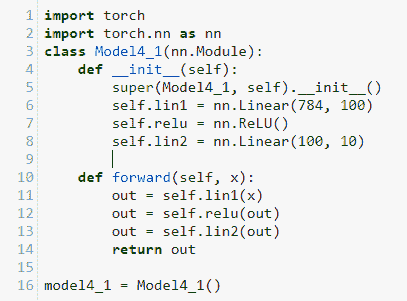 1 import torch
2 import torch.nn as nn
3 class Model4_1(nn.Module):
4     def __init__(self):
5         super(Model4_1, self).__init__()
6         self.lin1 = nn.Linear(784, 100)
7         self.relu = nn.ReLU()
8         self.lin2 = nn.Linear(100, 10)
9
10     def forward(self, x):
11         out = self.lin1(x)
12         out = self.relu(out)
13         out = self.lin2(out)
14         return out
15
16 model4_1 = Model4_1()